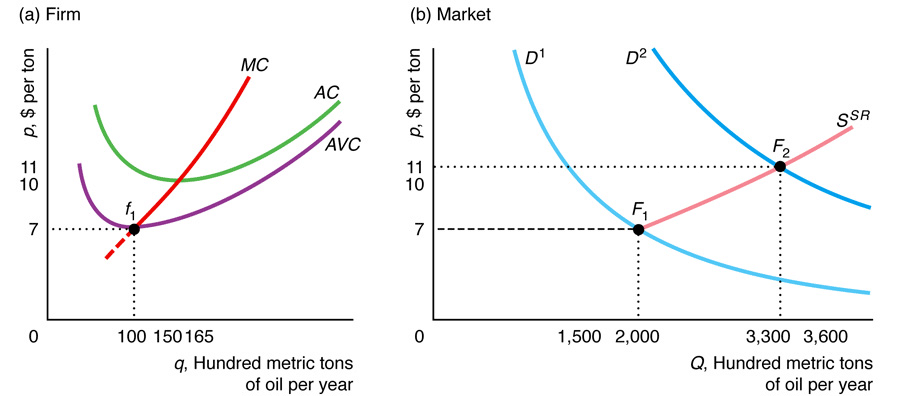 (a) Firm
p, $ per ton
MC
AC
AVC
11
10
7
f1
0
100 150 165
q, Hundred metric tons
of oil per year
(b) Market
p, $ per ton
D1
D2
SSR
11
10
7
F2
F1
0
1,500 2,000 3,300 3,600
Q, Hundred metric tons
of oil per year